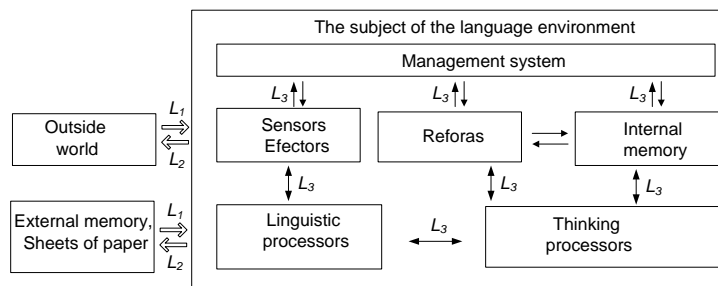 The subject of the language environment
Management system
L3
L3
L3
L1
L2
Outside
world
Sensors
Efectors
Reforas
Internal
memory
L3
L3
L3
External memory,
Sheets of paper
L1
L2
Linguistic
processors
L3
Thinking
processors